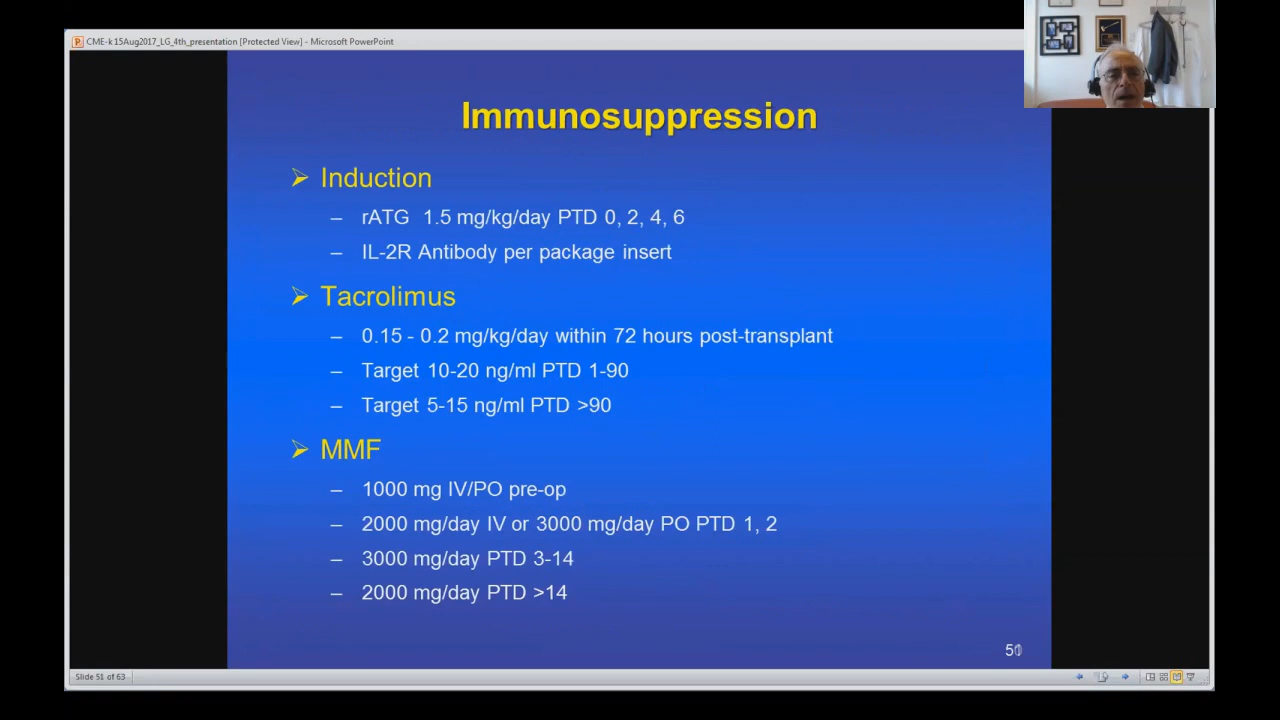 CME-k 15Aug2017_LG_4th_presentation [Protected View] - Microsoft PowerPoint
Immunosuppression
Induction
– rATG 1.5 mg/kg/day PTD 0, 2, 4, 6
– IL-2R Antibody per package insert
Tacrolimus
– 0.15 - 0.2 mg/kg/day within 72 hours post-transplant
– Target 10-20 ng/ml PTD 1-90
– Target 5-15 ng/ml PTD >90
MMF
– 1000 mg IV/PO pre-op
– 2000 mg/day IV or 3000 mg/day PO PTD 1, 2
– 3000 mg/day PTD 3-14
– 2000 mg/day PTD >14
Slide 51 of 63